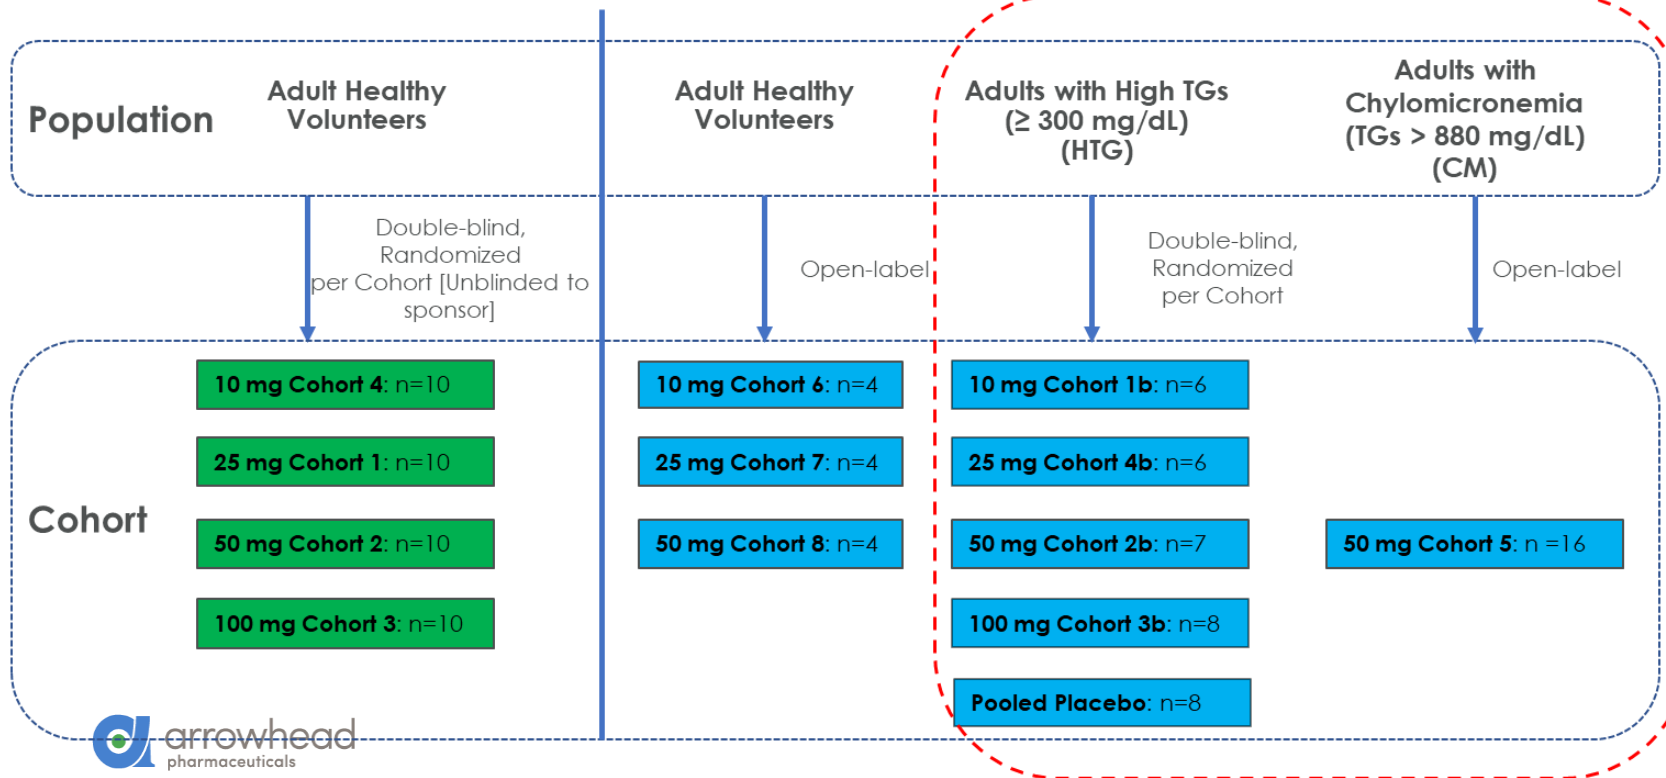 Population
Adult Healthy
Volunteers
Adult Healthy
Volunteers
Adults with High TGs
(≥ 300 mg/dL)
(HTG)
Adults with
Chylomicronemia
(TGs > 880 mg/dL)
(CM)
Double-blind,
Randomized
per Cohort [Unblinded to
sponsor]
Open-label
Double-blind,
Randomized
per Cohort
Open-label
Cohort
10 mg Cohort 4: n=10
25 mg Cohort 1: n=10
50 mg Cohort 2: n=10
100 mg Cohort 3: n=10
10 mg Cohort 6: n=4
25 mg Cohort 7: n=4
50 mg Cohort 8: n=4
10 mg Cohort 1b: n=6
25 mg Cohort 4b: n=6
50 mg Cohort 2b: n=7
100 mg Cohort 3b: n=8
Pooled Placebo: n=8
50 mg Cohort 5: n =16
arrowhead
pharmaceuticals